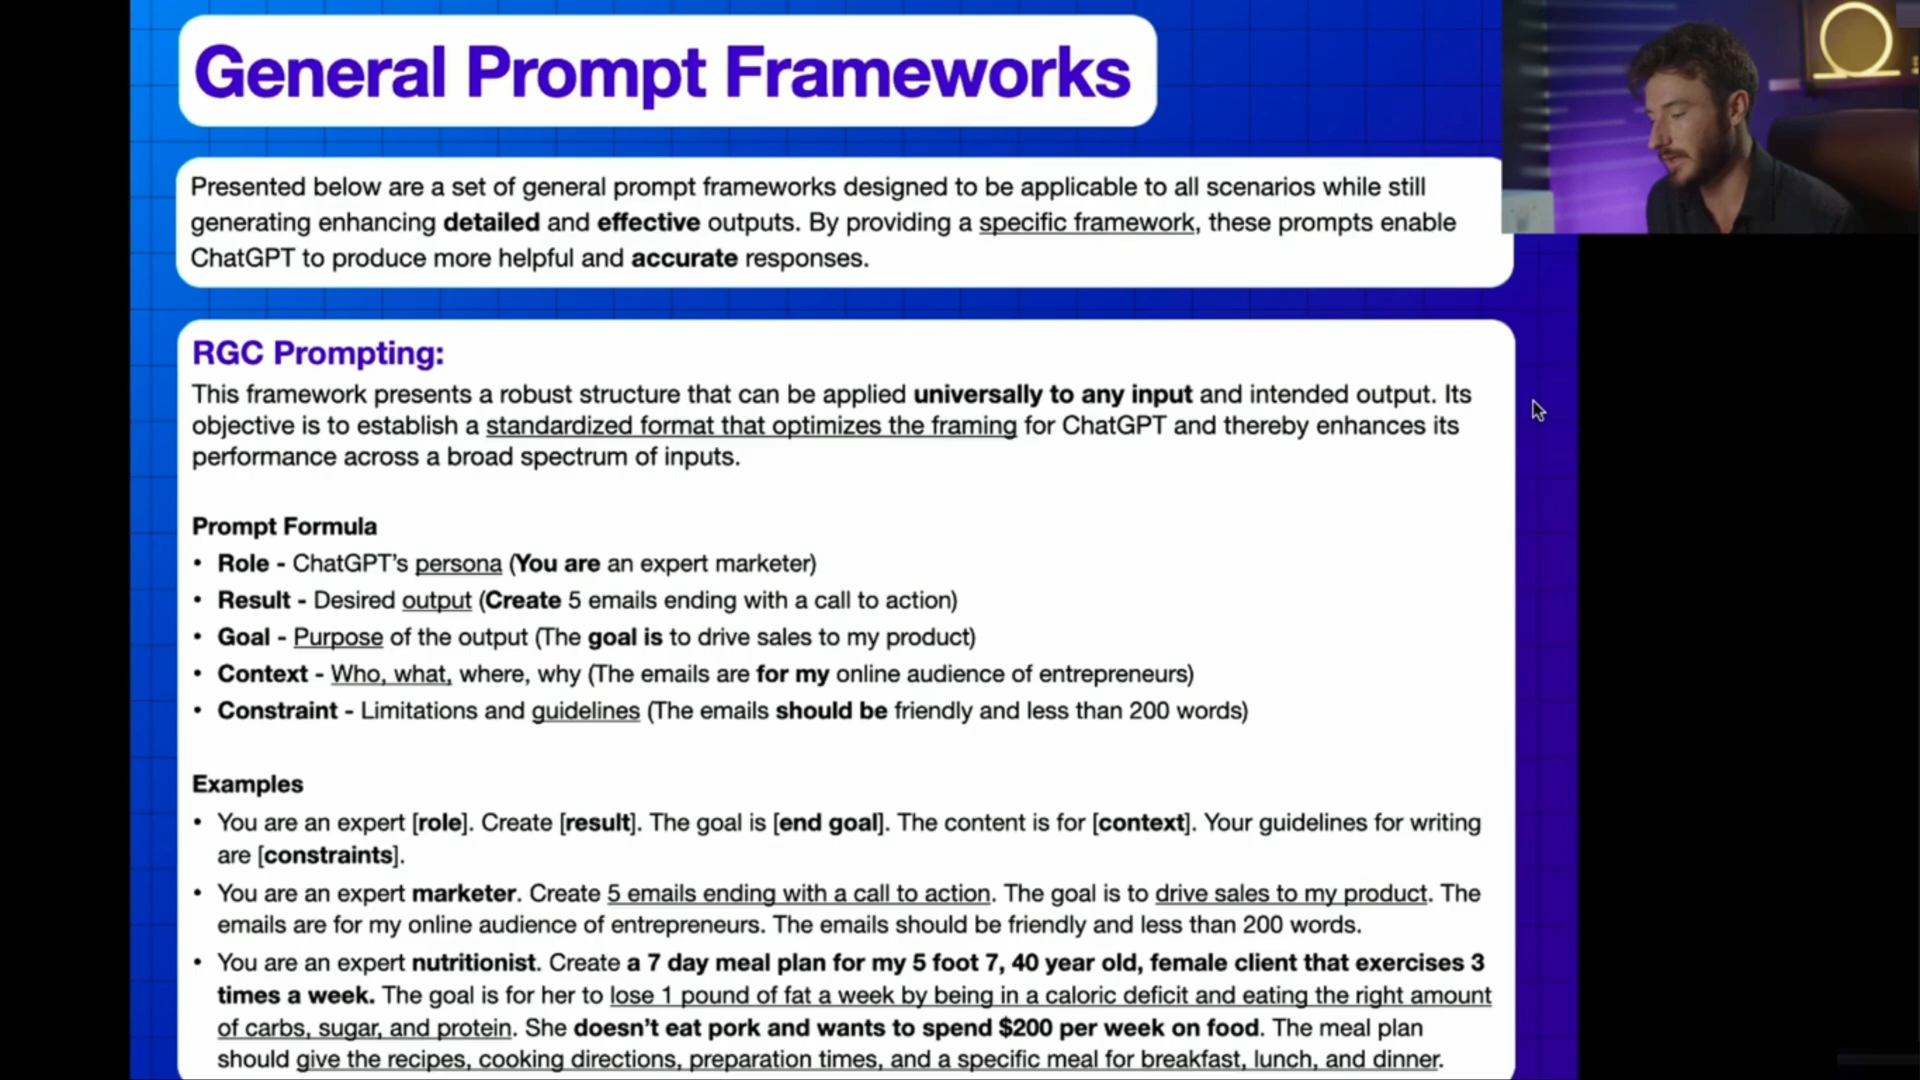 General Prompt Frameworks
Presented below are a set of general prompt frameworks designed to be applicable to all scenarios while still
generating enhancing detailed and effective outputs. By providing a specific framework, these prompts enable
ChatGPT to produce more helpful and accurate responses.
RGC Prompting:
This framework presents a robust structure that can be applied universally to any input and intended output. Its
objective is to establish a standardized format that optimizes the framing for ChatGPT and thereby enhances its
performance across a broad spectrum of inputs.
Prompt Formula
• Role - ChatGPT’s persona (You are an expert marketer)
• Result - Desired output (Create 5 emails ending with a call to action)
• Goal - Purpose of the output (The goal is to drive sales to my product)
• Context - Who, what, where, why (The emails are for my online audience of entrepreneurs)
• Constraint - Limitations and guidelines (The emails should be friendly and less than 200 words)
Examples
• You are an expert [role]. Create [result]. The goal is [end goal]. The content is for [context]. Your guidelines for writing
are [constraints].
• You are an expert marketer. Create 5 emails ending with a call to action. The goal is to drive sales to my product. The
emails are for my online audience of entrepreneurs. The emails should be friendly and less than 200 words.
• You are an expert nutritionist. Create a 7 day meal plan for my 5 foot 7, 40 year old, female client that exercises 3
times a week. The goal is for her to lose 1 pound of fat a week by being in a caloric deficit and eating the right amount
of carbs, sugar, and protein. She doesn’t eat pork and wants to spend $200 per week on food. The meal plan
should give the recipes, cooking directions, preparation times, and a specific meal for breakfast, lunch, and dinner.